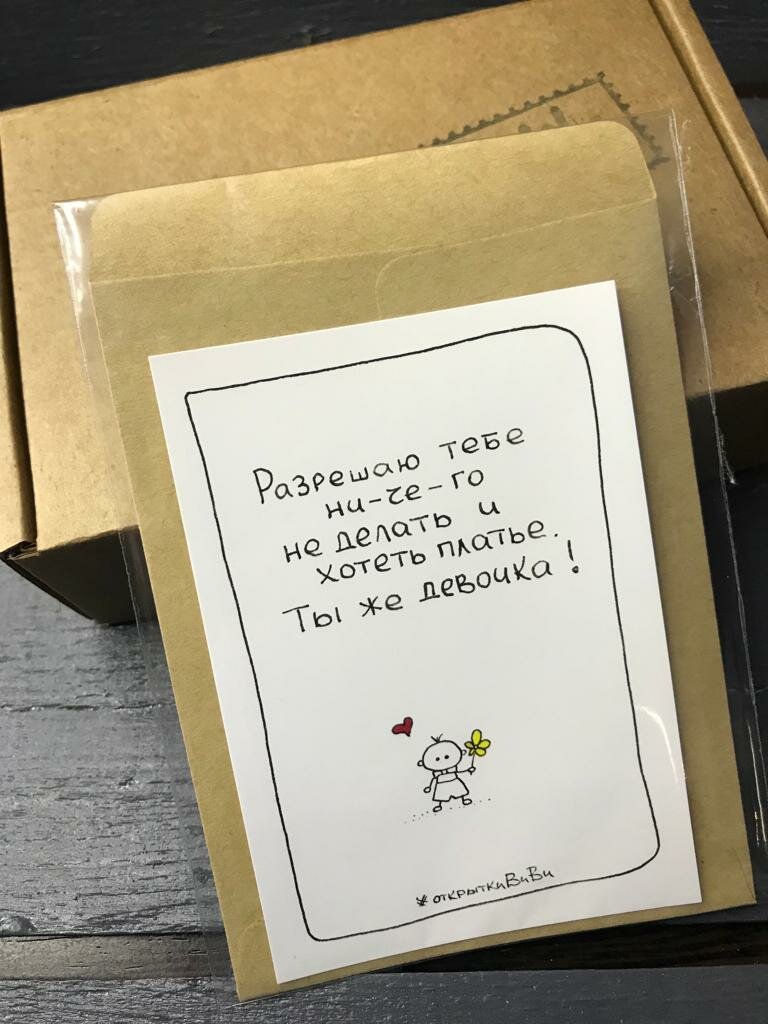 Разрешаю тебе
ни-че-го
не делать и
хотеть платье.
Ты же девочка!
#открыткиВиВи